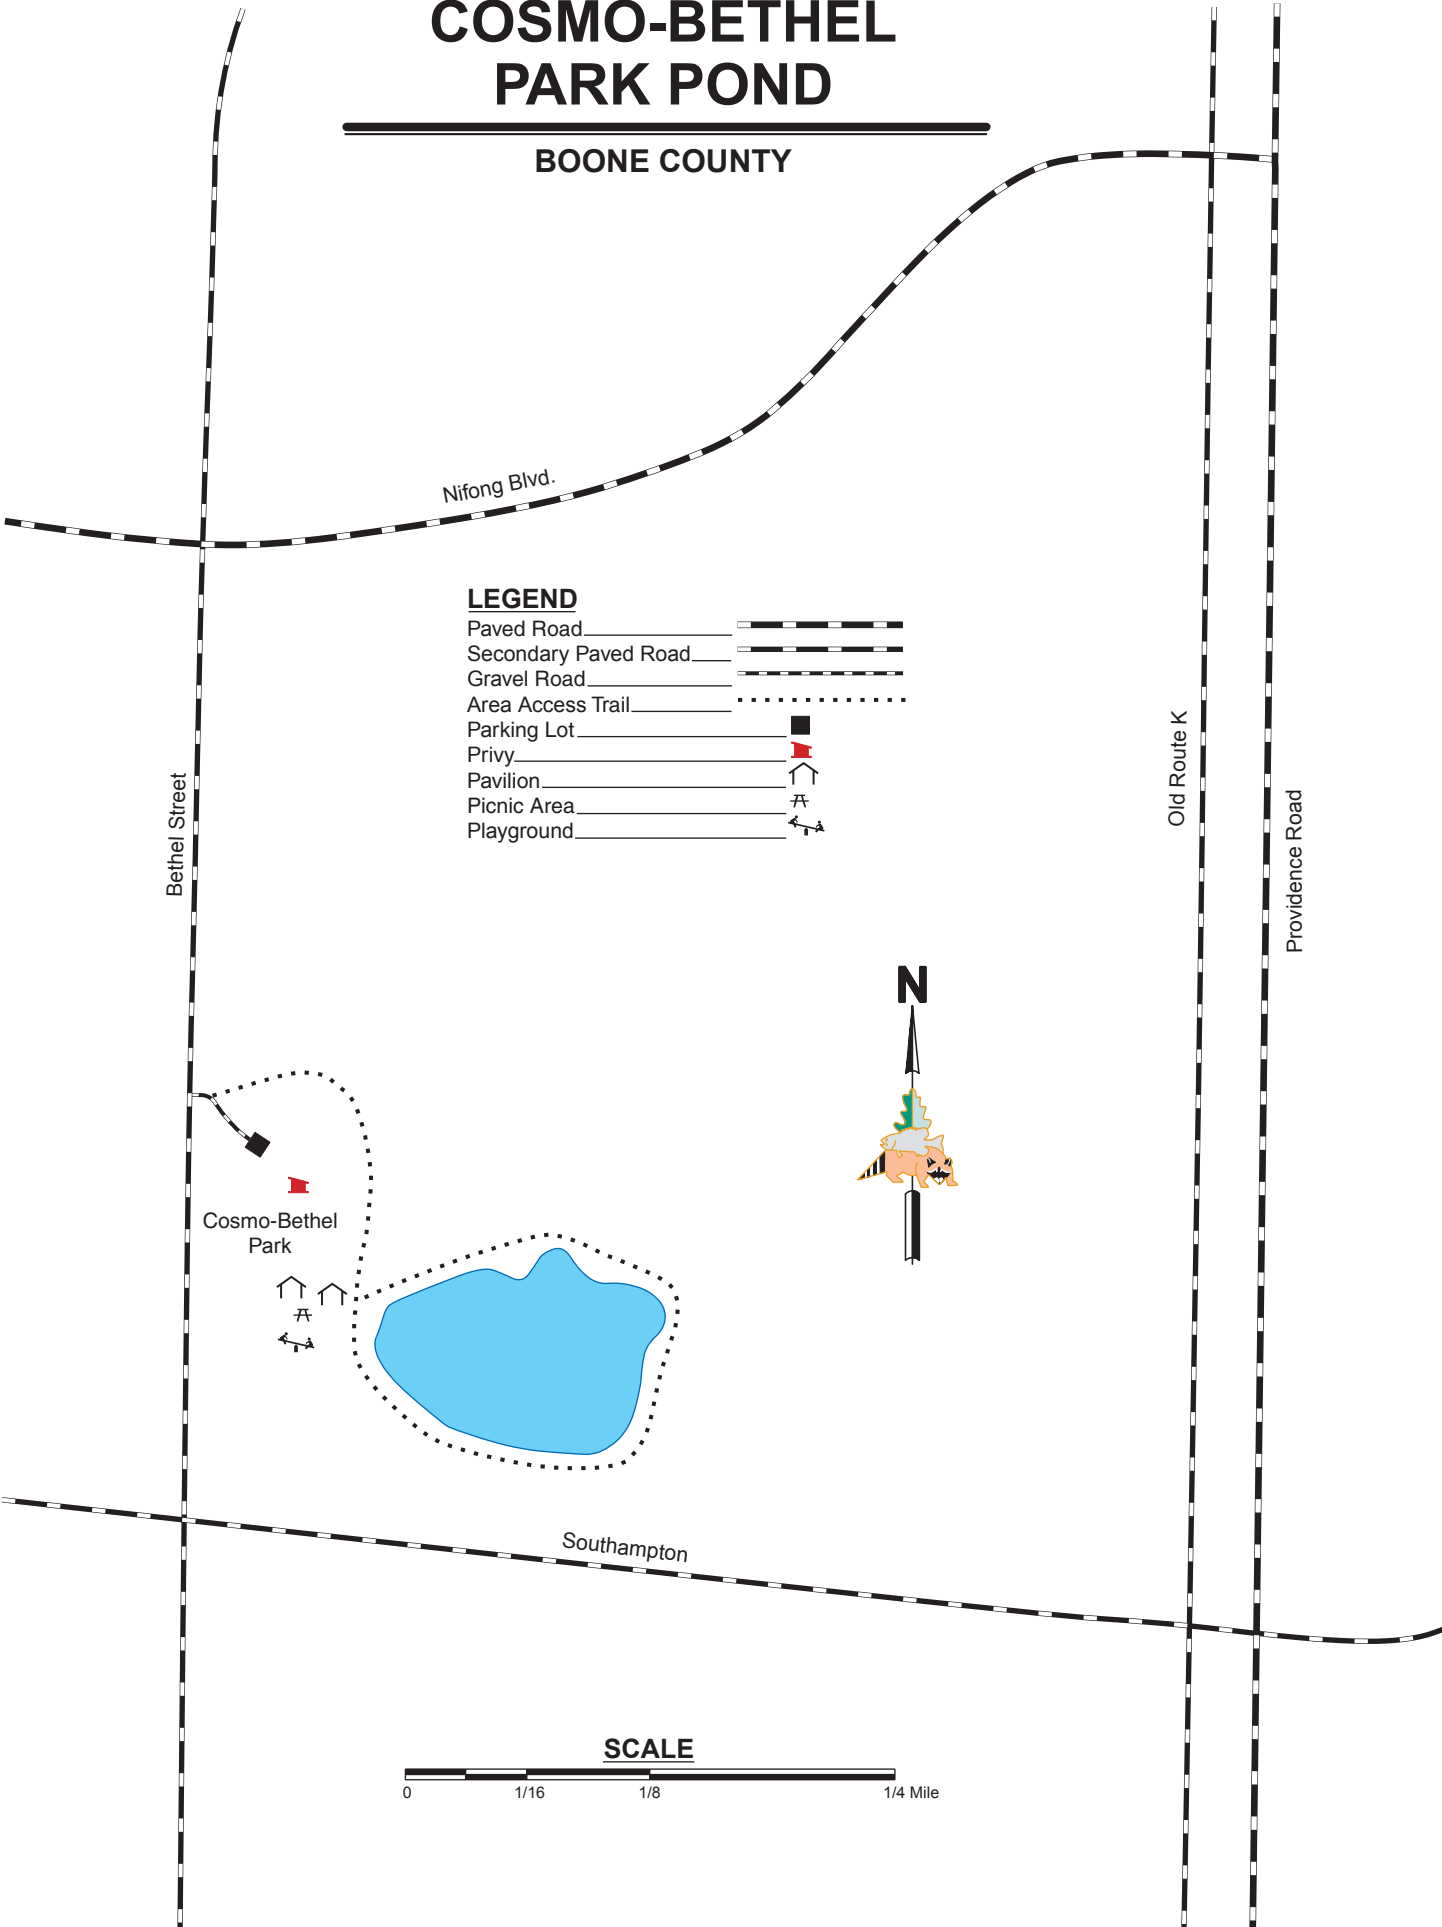 COSMO-BETHEL
PARK POND
BOONE COUNTY
Nifong Blvd.
LEGEND
Paved Road
Secondary Paved Road
Gravel Road
Area Access Trail
Parking Lot
Privy
Pavilion
Picnic Area
Playground
Bethel Street
Old Route K
Providence Road
N
Cosmo-Bethel
Park
Southampton
SCALE
0 1/16 1/8 1/4 Mile